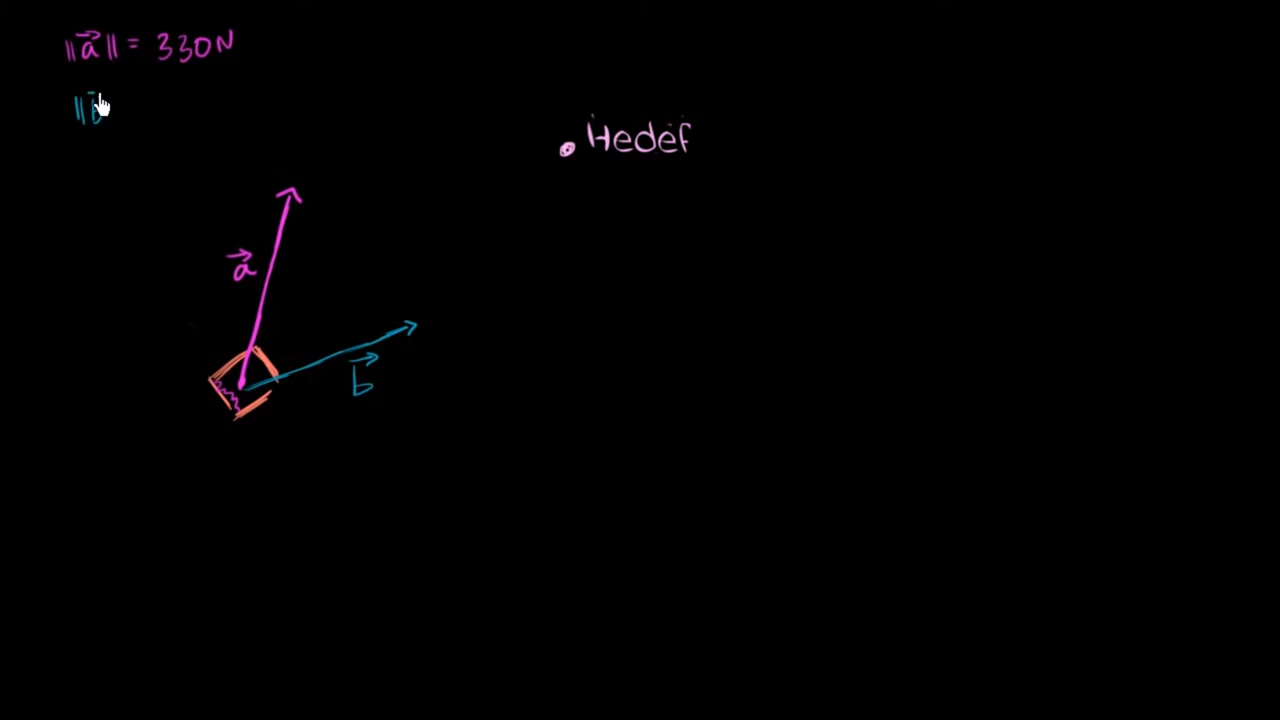 ‖a⃗‖ = 330N
‖b⃗
Hedef
a⃗
b⃗